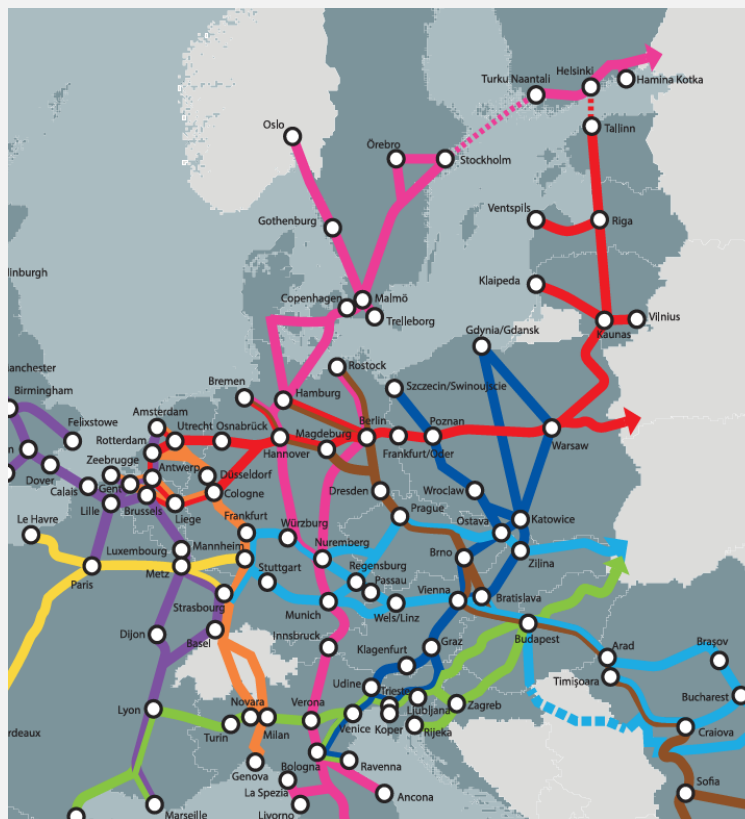 Helsinki
Turku Naantali
Hamina Kotka
Oslo
Tallinn
Örebro
Stockholm
Ventspils
Riga
Gothenburg
dinburgh
Klaipeda
Copenhagen
Malmö
Trelleborg
Vilnius
Kaunas
Gdynia/Gdansk
anchester
Rostock
Bremen
Szczecin/Swinoujscie
Birmingham
Hamburg
Amsterdam
Felixstowe
Utrecht
Osnabrück
Magdeburg
Berlin
Poznan
Rotterdam
Warsaw
n
Zeebrugge
Hannover
Frankfurt/Oder
Antwerp
Düsseldorf
Dover
Calais
Gent
Cologne
Dresden
Wroclaw
Lille
Brussels
Liege
Prague
Le Havre
Frankfurt
Würzburg
Ostava
Katowice
Luxembourg
Mannheim
Nuremberg
Brno
Zilina
Paris
Metz
Stuttgart
Regensburg
Passau
Strasbourg
Munich
Wels/Linz
Vienna
Bratislava
Dijon
Basel
Innsbruck
Graz
Budapest
Klagenfurt
Arad
Braşov
Udine
Timişoara
Trieste
Lyon
Novara
Verona
Ljubljana
Zagreb
Bucharest
ordeaux
Turin
Milan
Venice
Koper
Rijeka
Craiova
Genova
Bologna
Ravenna
Sofia
La Spezia
Ancona
Marseille
Livorno